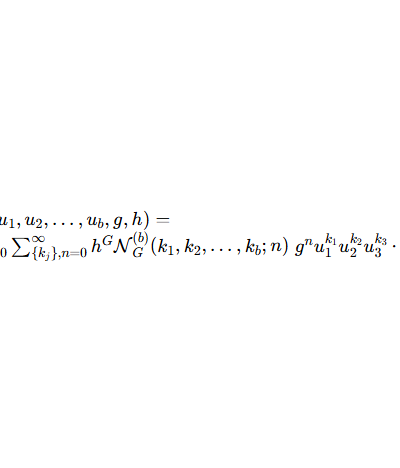 u_1, u_2, \ldots, u_b, g, h) =
_0 \sum_{\{k_j\},n=0}^{\infty} h^G \mathcal{N}_G^{(b)}(k_1, k_2, \ldots, k_b; n) \ g^n u_1^{k_1} u_2^{k_2} u_3^{k_3} \cdot